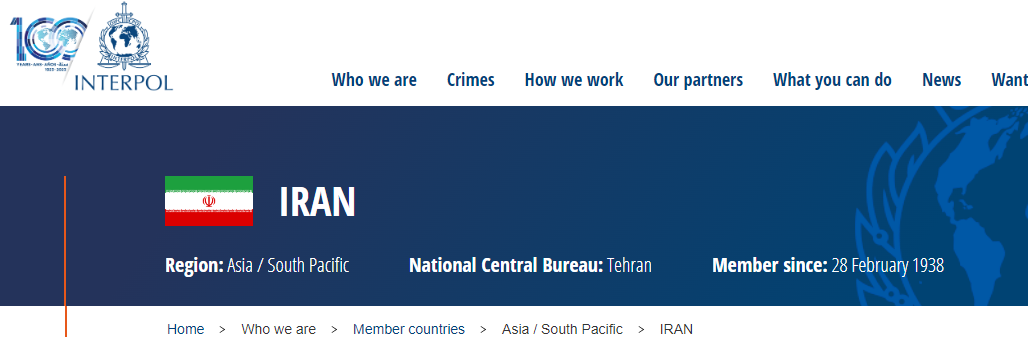 100
INTERPOL
Who we are Crimes How we work Our partners What you can do News Want
IRAN
Region: Asia / South Pacific National Central Bureau: Tehran Member since: 28 February 1938
Home > Who we are > Member countries > Asia / South Pacific > IRAN